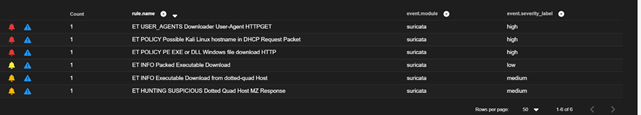 Count rule.name event.module event.severity_label
1 ET USER_AGENTS Downloader User-Agent HTTPGET suricata high
1 ET POLICY Possible Kali Linux hostname in DHCP Request Packet suricata high
1 ET POLICY PE EXE or DLL Windows file download HTTP suricata high
1 ET INFO Packed Executable Download suricata low
1 ET INFO Executable Download from dotted-quad Host suricata medium
1 ET HUNTING SUSPICIOUS Dotted Quad Host MZ Response suricata medium
Rows per page: 50 1-6 of 6